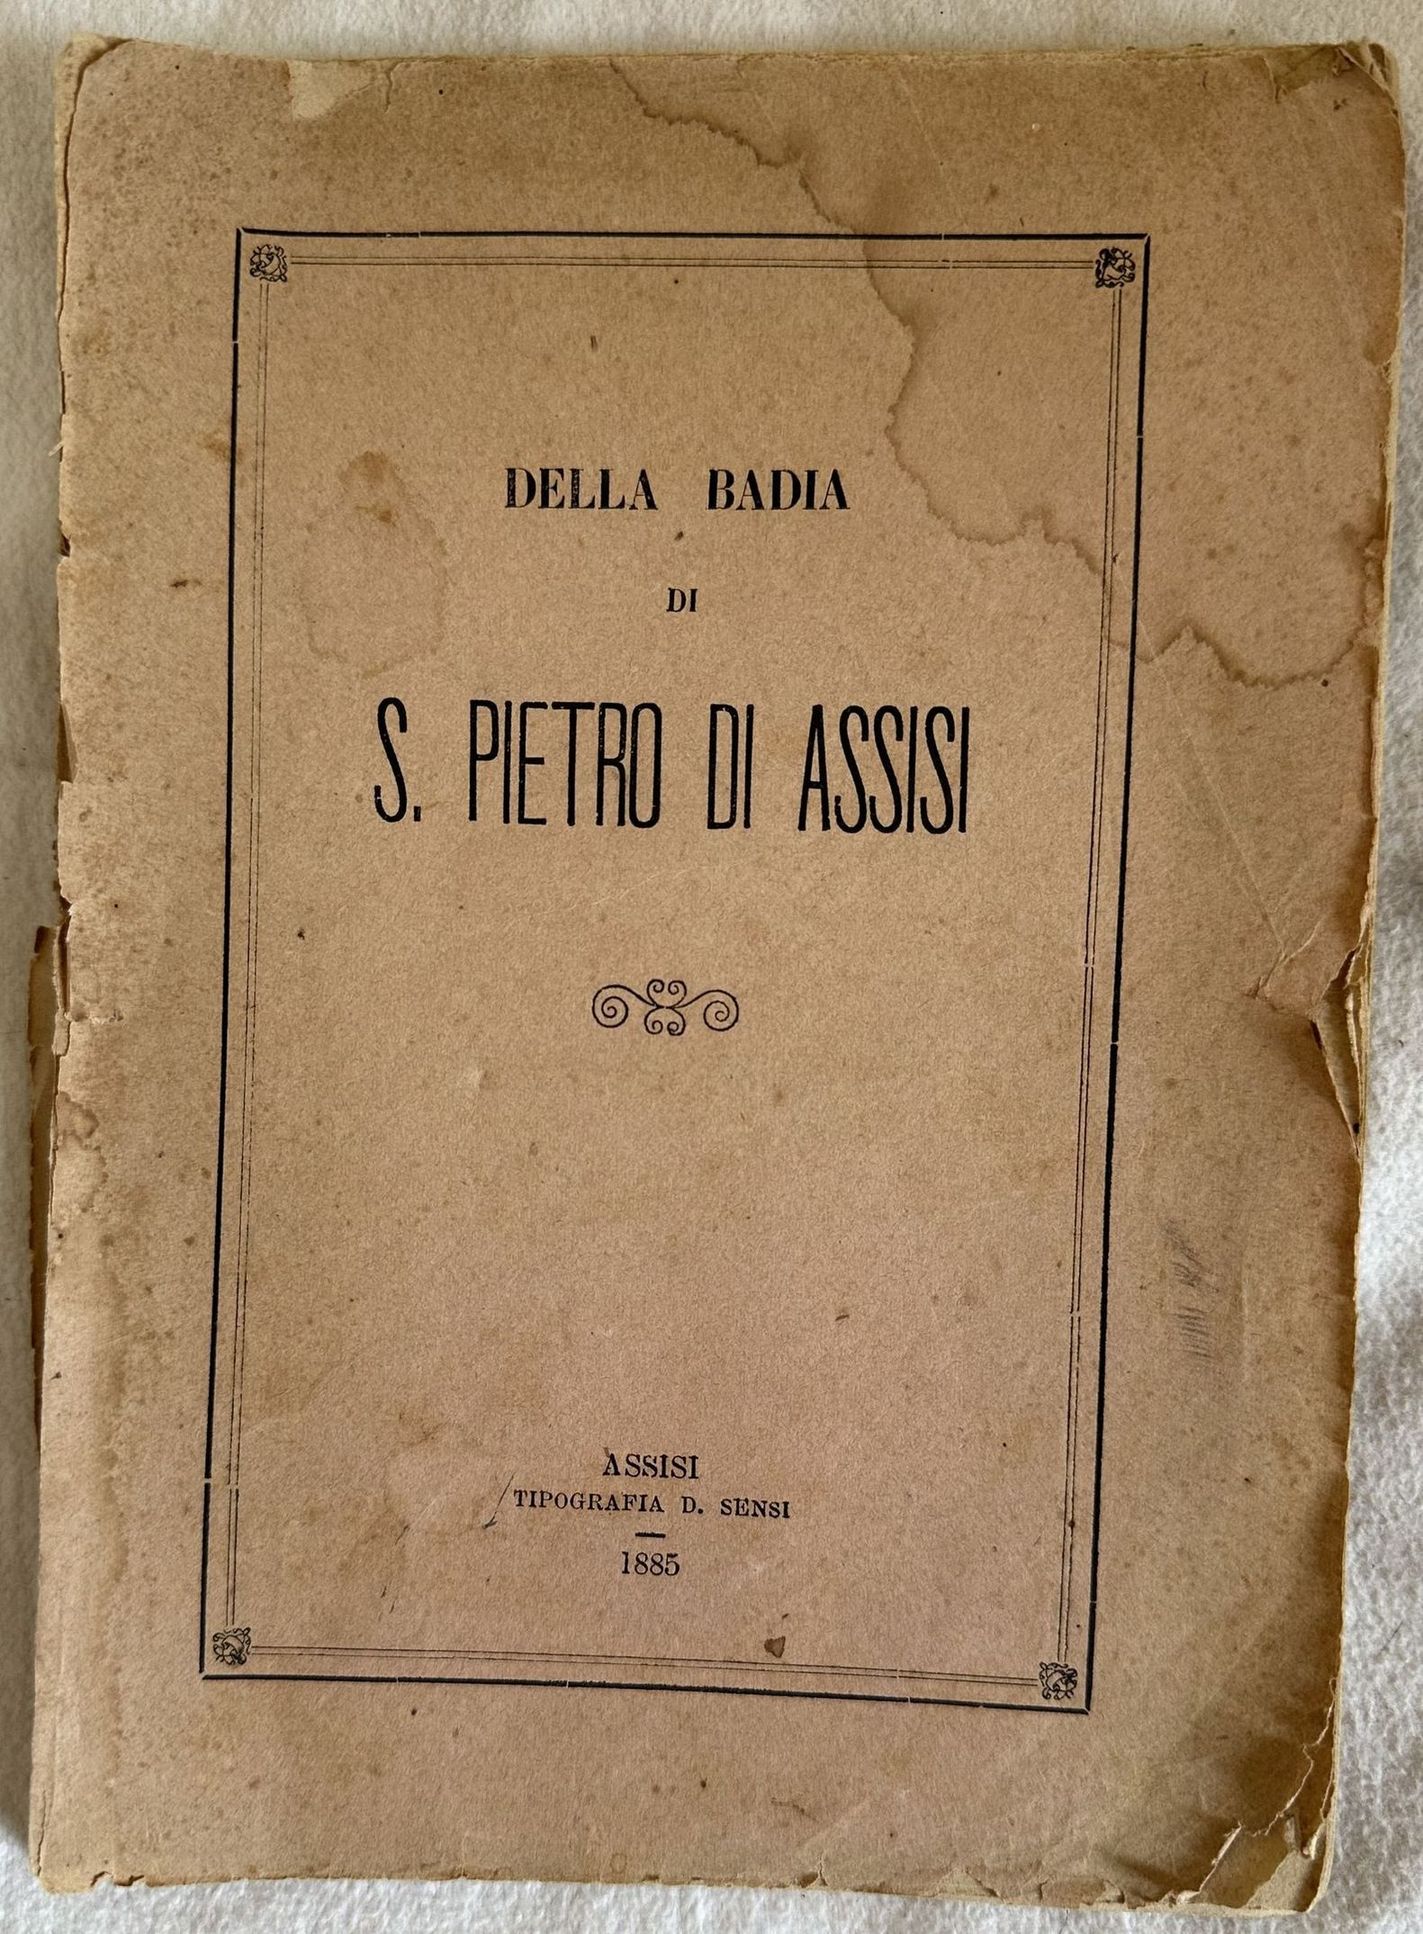 DELLA BADIA
DI
S. PIETRO DI ASSISI
ASSISI
TIPOGRAFIA D. SENSI
1885